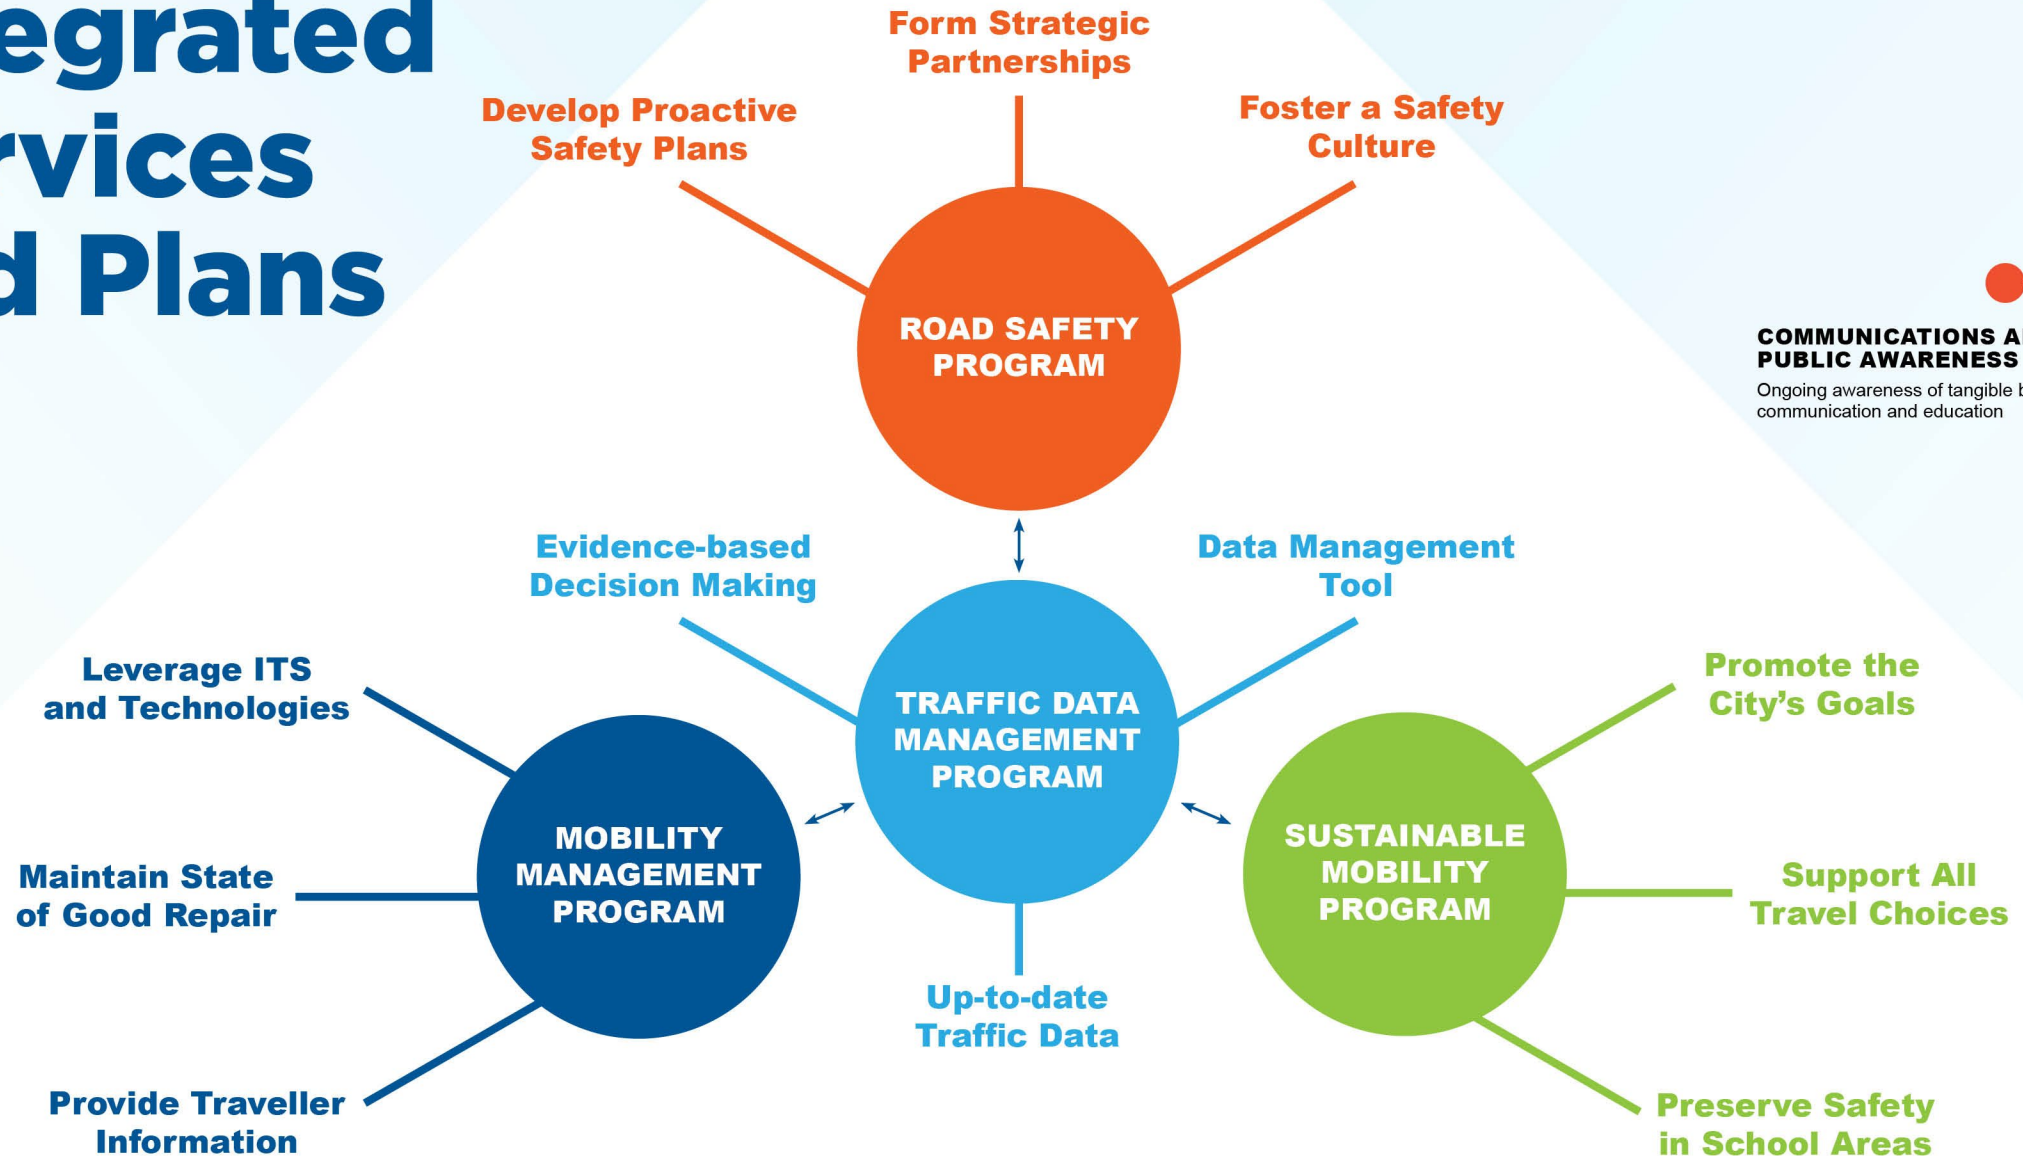 egrated
rvices
d Plans
Form Strategic
Partnerships
Develop Proactive
Safety Plans
Foster a Safety
Culture
ROAD SAFETY
PROGRAM
COMMUNICATIONS A
PUBLIC AWARENESS
Ongoing awareness of tangible b
communication and education
Evidence-based
Decision Making
Data Management
Tool
TRAFFIC DATA
MANAGEMENT
PROGRAM
Leverage ITS
and Technologies
Maintain State
of Good Repair
Provide Traveller
Information
MOBILITY
MANAGEMENT
PROGRAM
Up-to-date
Traffic Data
SUSTAINABLE
MOBILITY
PROGRAM
Promote the
City's Goals
Support All
Travel Choices
Preserve Safety
in School Areas